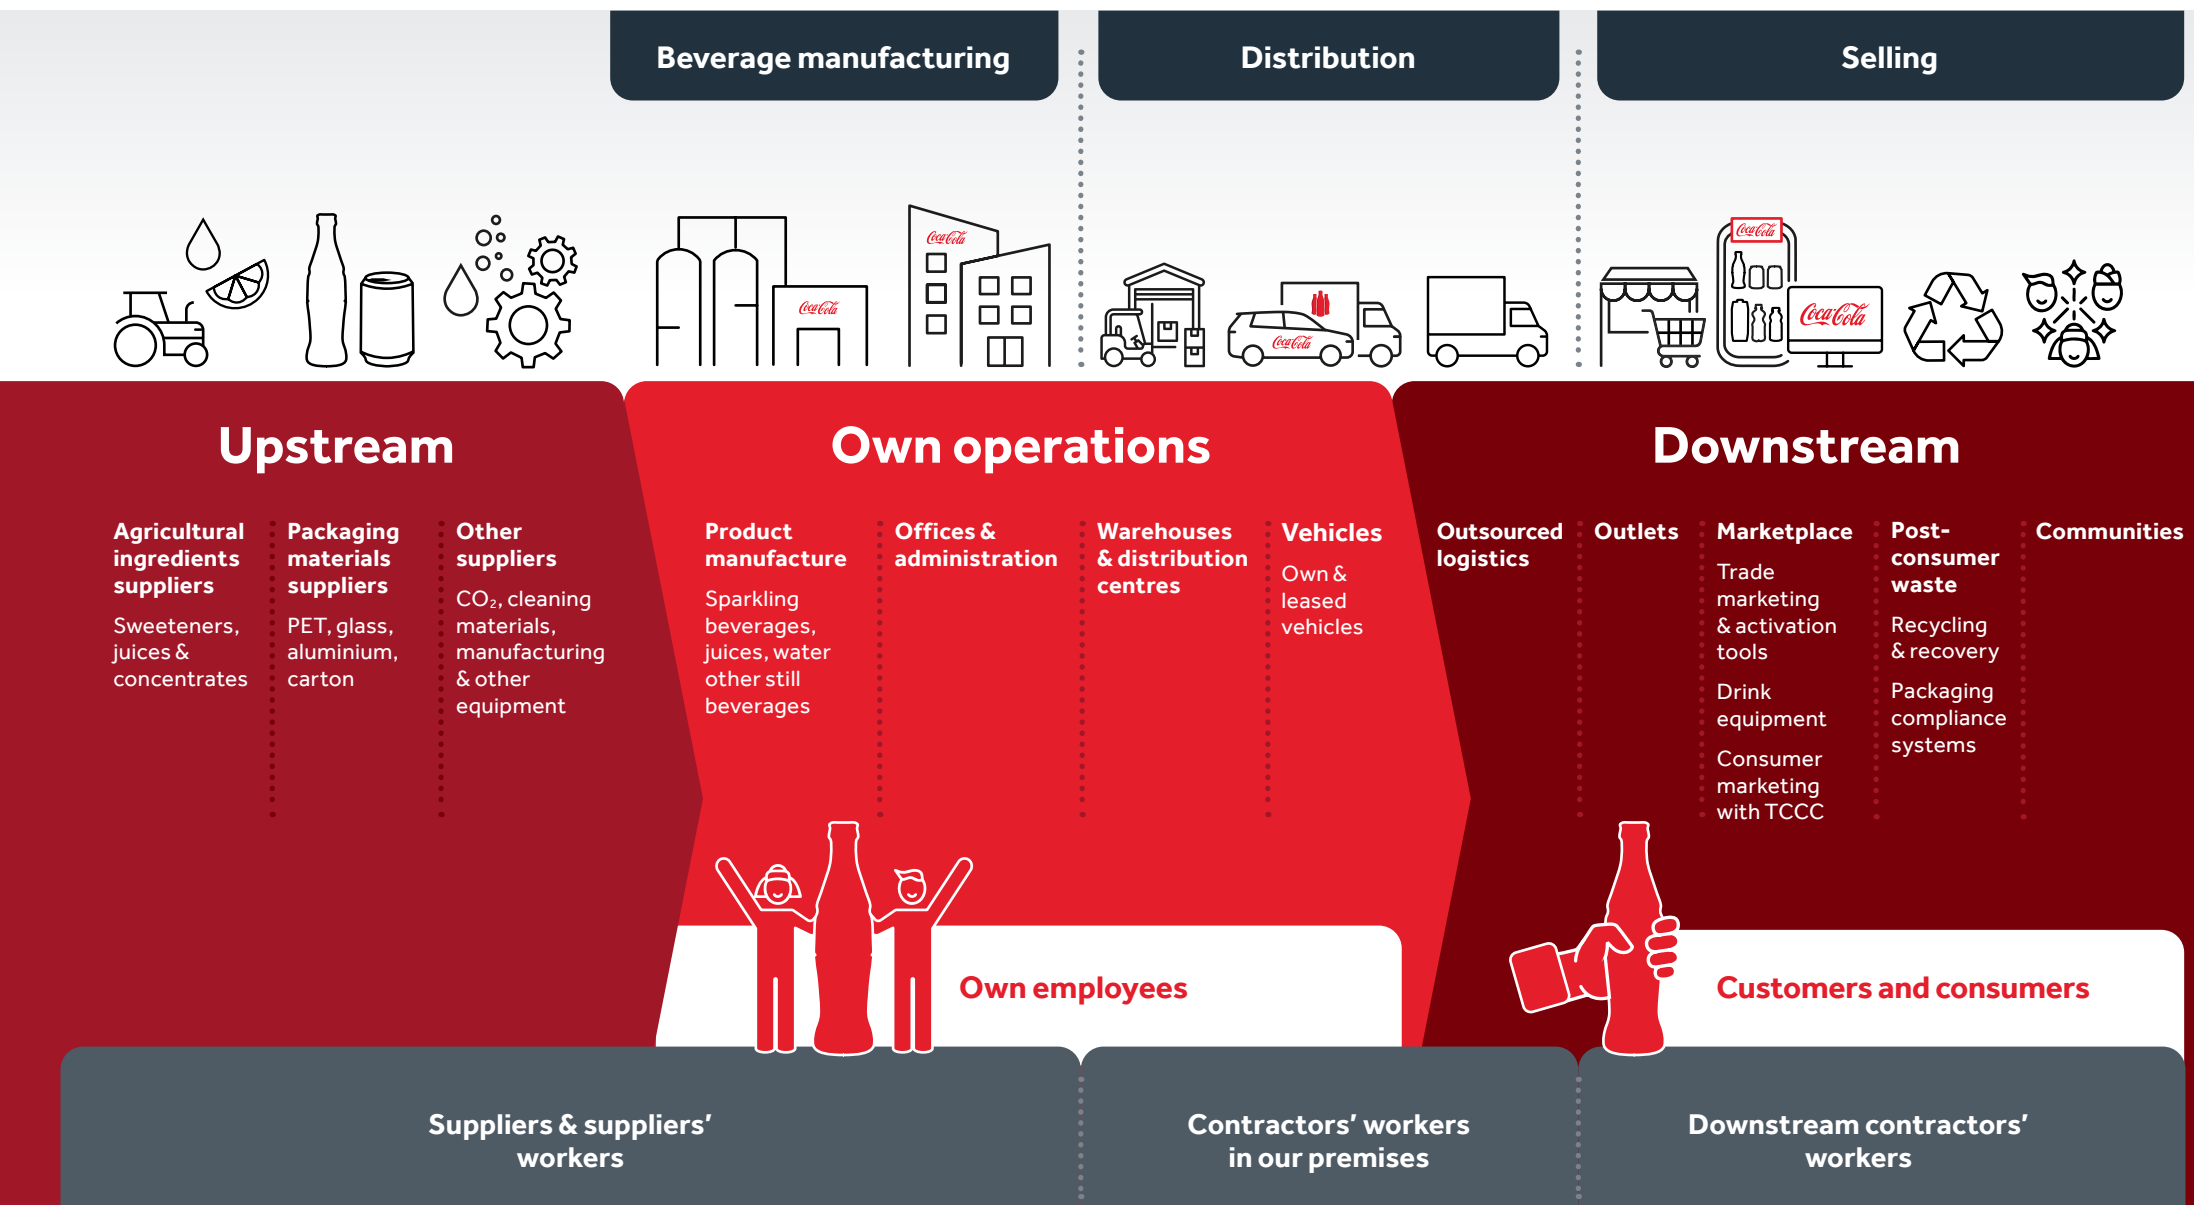 Beverage manufacturing
Distribution
Selling
Coca-Cola
Coca-Cola
Coca-Cola
Coca-Cola
Coca-Cola
Upstream
Own operations
Downstream
Agricultural
ingredients
suppliers
Sweeteners,
juices &
concentrates
Packaging
materials
suppliers
PET, glass,
aluminium,
carton
Other
suppliers
CO₂, cleaning
materials,
manufacturing
& other
equipment
Product
manufacture
Sparkling
beverages,
juices, water
other still
beverages
Offices &
administration
Warehouses
& distribution
centres
Vehicles
Own &
leased
vehicles
Outsourced
logistics
Outlets
Marketplace
Trade
marketing
& activation
tools
Drink
equipment
Consumer
marketing
with TCCC
Post-
consumer
waste
Recycling
& recovery
Packaging
compliance
systems
Communities
Own employees
Customers and consumers
Suppliers & suppliers’
workers
Contractors’ workers
in our premises
Downstream contractors’
workers